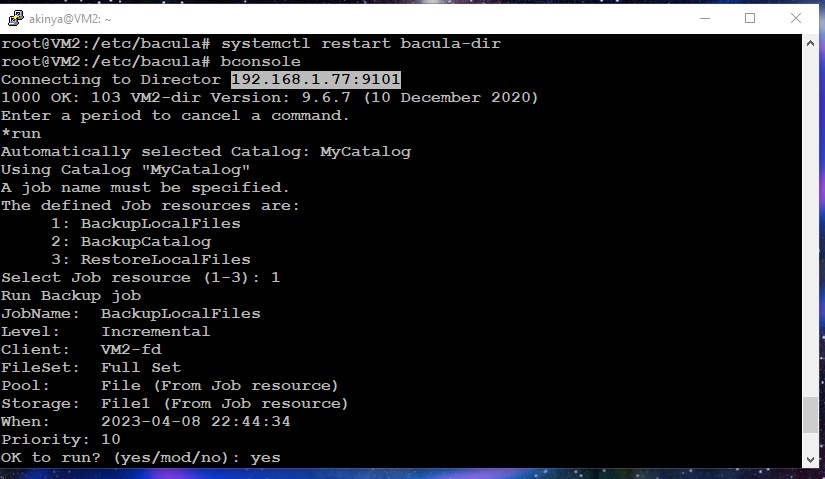 akinya@VM2: ~
root@VM2:/etc/bacula# systemctl restart bacula-dir
root@VM2:/etc/bacula# bconsole
Connecting to Director 192.168.1.77:9101
1000 OK: 103 VM2-dir Version: 9.6.7 (10 December 2020)
Enter a period to cancel a command.
*run
Automatically selected Catalog: MyCatalog
Using Catalog "MyCatalog"
A job name must be specified.
The defined Job resources are:
     1: BackupLocalFiles
     2: BackupCatalog
     3: RestoreLocalFiles
Select Job resource (1-3): 1
Run Backup job
JobName:  BackupLocalFiles
Level:    Incremental
Client:   VM2-fd
FileSet:  Full Set
Pool:     File (From Job resource)
Storage:  File1 (From Job resource)
When:     2023-04-08 22:44:34
Priority: 10
OK to run? (yes/mod/no): yes